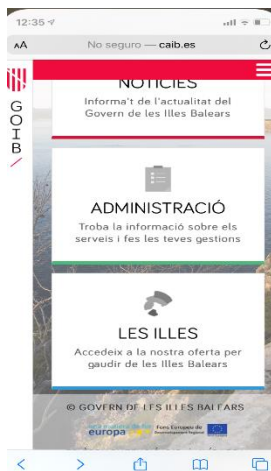 12:35
AA
No seguro — caib.es
GOIB
NOTÍCIES
Informa't de l'actualitat del
Govern de les Illes Balears
ADMINISTRACIÓ
Troba la informació sobre els
serveis i fes les teves gestions
LES ILLES
Accedeix a la nostra oferta per
gaudir de les Illes Balears
© GOVERN DE LES ILLES BALEARS
europa
Fons Europeu de